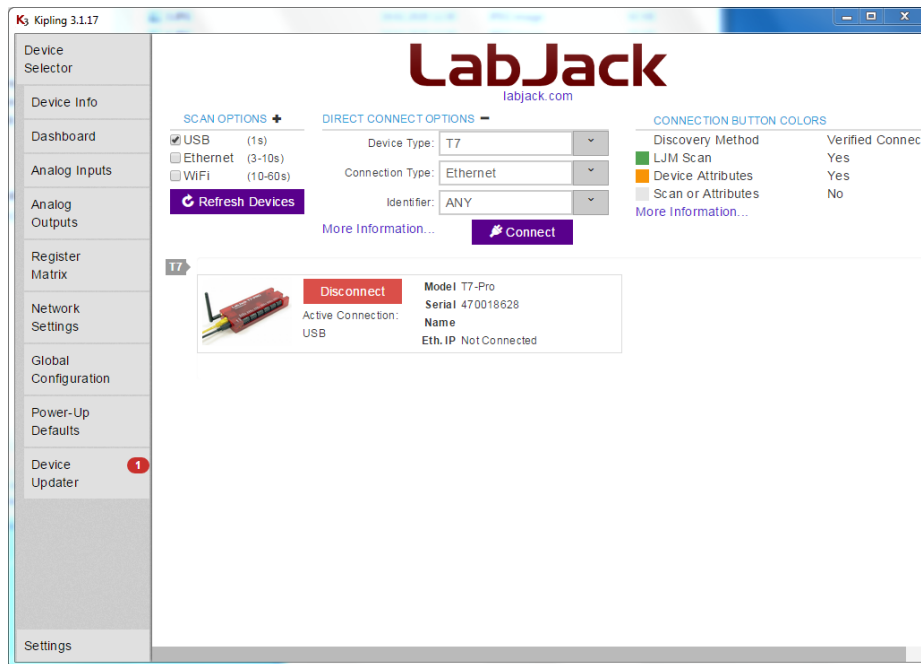 K3 Kipling 3.1.17
Device
Selector
Device Info
Dashboard
Analog Inputs
Analog
Outputs
Register
Matrix
Network
Settings
Global
Configuration
Power-Up
Defaults
Device
Updater
1
Settings
LabJack
labjack.com
SCAN OPTIONS
USB (1s)
Ethernet (3-10s)
WiFi (10-60s)
Refresh Devices
DIRECT CONNECT OPTIONS
Device Type: T7
Connection Type: Ethernet
Identifier: ANY
More Information...
Connect
CONNECTION BUTTON COLORS
Discovery Method Verified Connec
LJM Scan Yes
Device Attributes Yes
Scan or Attributes No
More Information...
T7
Disconnect
Active Connection:
USB
Model T7-Pro
Serial 470018628
Name
Eth. IP Not Connected